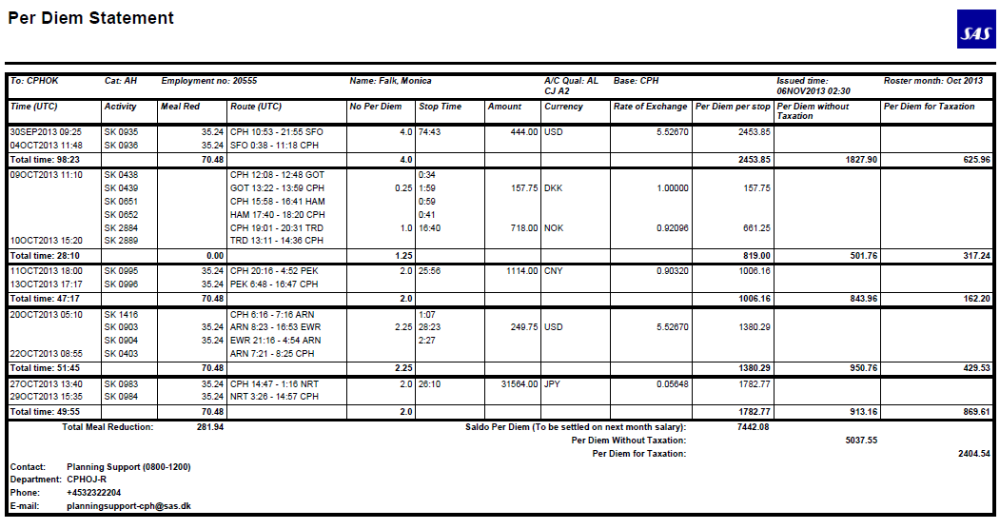 Per Diem Statement
SAS
To: CPHOK Cat: AH Employment no: 20555 Name: Falk, Monica A/C Qual: AL CJ A2 Base: CPH Issued time: 06NOV2013 02:30 Roster month: Oct 2013
Time (UTC) Activity Meal Red Route (UTC) No Per Diem Stop Time Amount Currency Rate of Exchange Per Diem per stop Per Diem without Taxation Per Diem for Taxation
30SEP2013 09:25 SK 0935 35.24 CPH 10:53 - 21:55 SFO 4.0 74:43 444.00 USD 5.52670 2453.85
04OCT2013 11:48 SK 0936 35.24 SFO 0:38 - 11:18 CPH
Total time: 98:23 70.48 4.0 2453.85 1827.90 625.96
09OCT2013 11:10 SK 0438 CPH 12:08 - 12:48 GOT 0:34
SK 0439 GOT 13:22 - 13:59 CPH 0.25 1:59 157.75 DKK 1.00000 157.75
SK 0651 CPH 15:58 - 16:41 HAM 0:59
SK 0652 HAM 17:40 - 18:20 CPH 0:41
SK 2884 CPH 19:01 - 20:31 TRD 1.0 16:40 718.00 NOK 0.92096 661.25
10OCT2013 15:20 SK 2889 TRD 13:11 - 14:36 CPH
Total time: 28:10 0.00 1.25 819.00 501.76 317.24
11OCT2013 18:00 SK 0995 35.24 CPH 20:16 - 4:52 PEK 2.0 25:56 1114.00 CNY 0.90320 1006.16
13OCT2013 17:17 SK 0996 35.24 PEK 6:48 - 16:47 CPH
Total time: 47:17 70.48 2.0 1006.16 843.96 162.20
20OCT2013 05:10 SK 1416 CPH 6:16 - 7:16 ARN 1:07
SK 0903 35.24 ARN 8:23 - 16:53 EWR 2.25 28:23 249.75 USD 5.52670 1380.29
SK 0904 35.24 EWR 21:16 - 4:54 ARN 2:27
22OCT2013 08:55 SK 0403 ARN 7:21 - 8:25 CPH
Total time: 51:45 70.48 2.25 1380.29 950.76 429.53
27OCT2013 13:40 SK 0983 35.24 CPH 14:47 - 1:16 NRT 2.0 26:10 31564.00 JPY 0.05648 1782.77
29OCT2013 15:35 SK 0984 35.24 NRT 3:26 - 14:57 CPH
Total time: 49:55 70.48 2.0 1782.77 913.16 869.61
Total Meal Reduction: 281.94 Saldo Per Diem (To be settled on next month salary): 7442.08
Per Diem Without Taxation: 5037.55
Per Diem for Taxation: 2404.54
Contact: Planning Support (0800-1200)
Department: CPHOJ-R
Phone: +4532322204
E-mail: planningsupport-cph@sas.dk